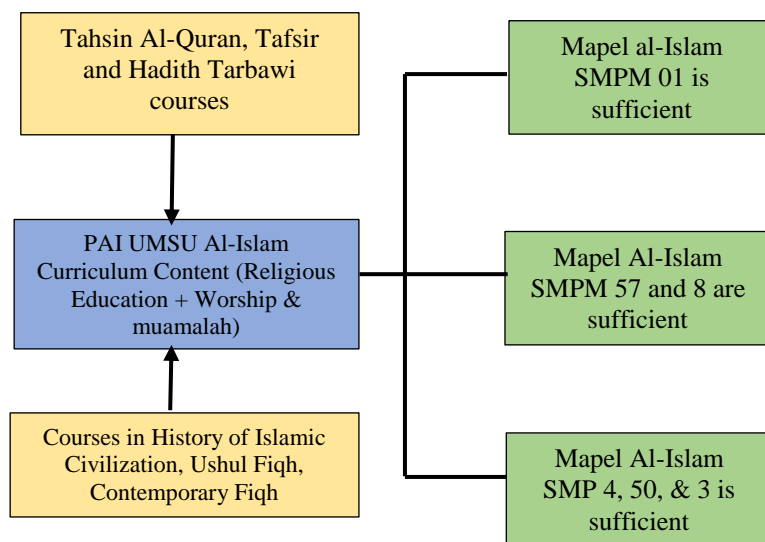 Tahsin Al-Quran, Tafsir
and Hadith Tarbawi
courses
PAI UMSU Al-Islam
Curriculum Content (Religious
Education + Worship &
muamalah)
Courses in History of Islamic
Civilization, Ushul Fiqh,
Contemporary Fiqh
Mapel al-Islam
SMPM 01 is
sufficient
Mapel Al-Islam
SMPM 57 and 8 are
sufficient
Mapel Al-Islam
SMP 4, 50, & 3 is
sufficient